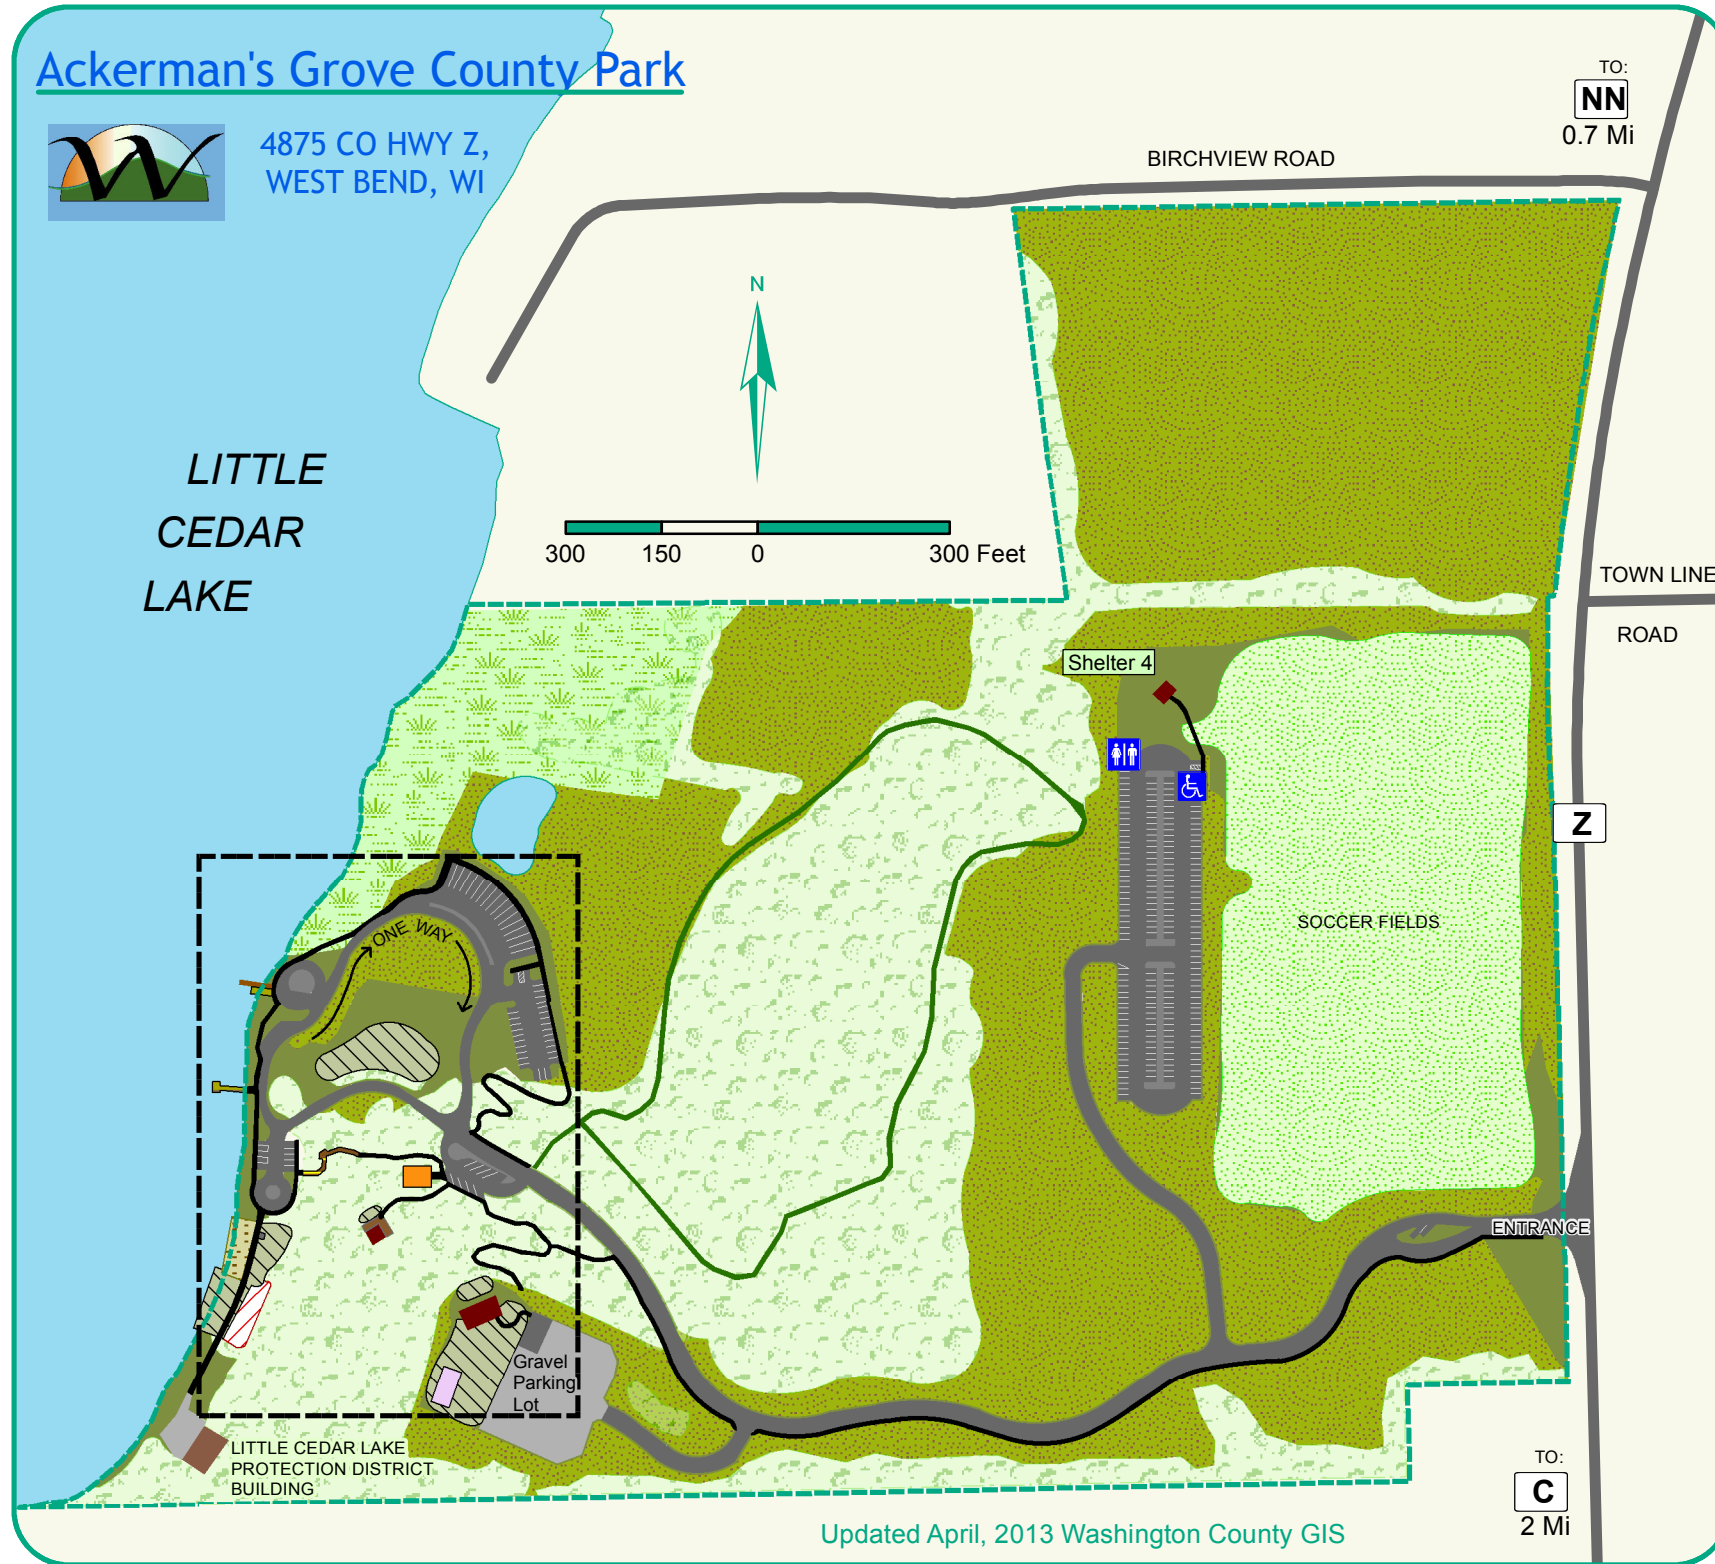 Ackerman's Grove County Park
4875 CO HWY Z,
WEST BEND, WI
TO:
NN
0.7 Mi
BIRCHVIEW ROAD
N
LITTLE
CEDAR
LAKE
300 150 0 300 Feet
TOWN LINE
ROAD
Shelter 4
Z
SOCCER FIELDS
ONE WAY
ENTRANCE
Gravel
Parking
Lot
LITTLE CEDAR LAKE
PROTECTION DISTRICT
BUILDING
TO:
C
2 Mi
Updated April, 2013 Washington County GIS